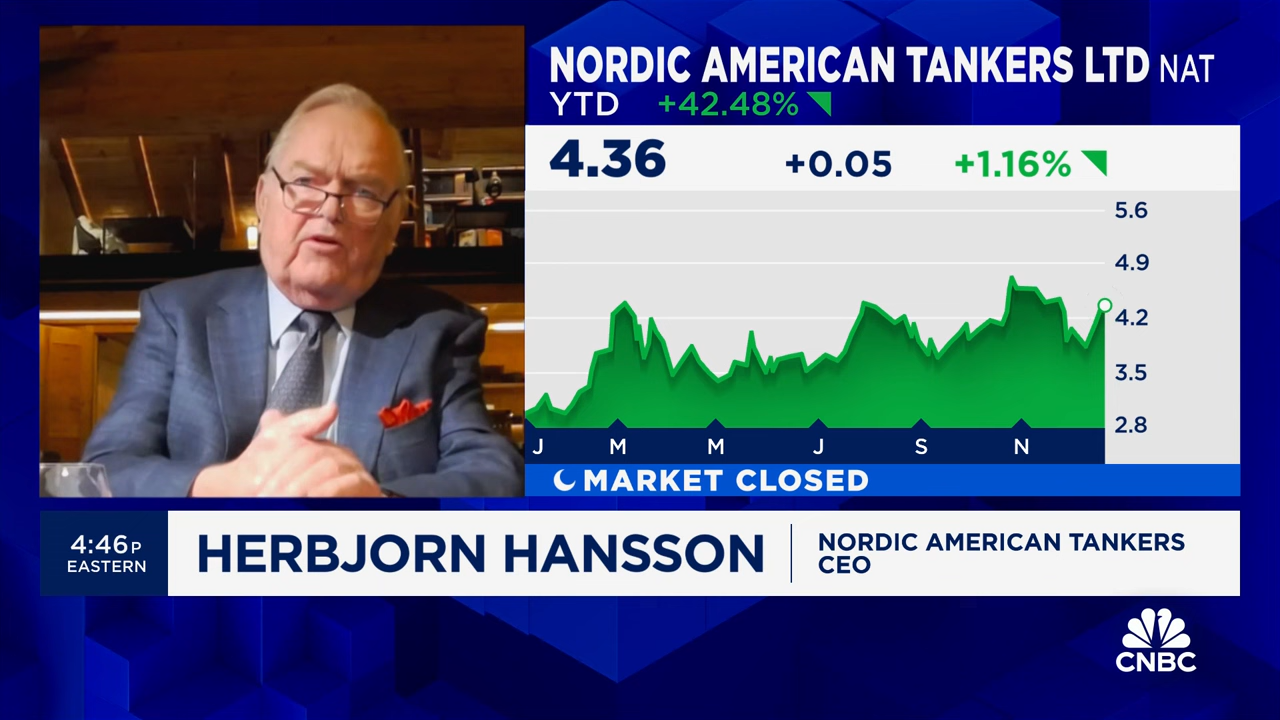 NORDIC AMERICAN TANKERS LTD NAT
YTD +42.48%
4.36 +0.05 +1.16%
5.6
4.9
4.2
3.5
2.8
J M M J S N
MARKET CLOSED
4:46P
EASTERN
HERBJORN HANSSON
NORDIC AMERICAN TANKERS
CEO
CNBC